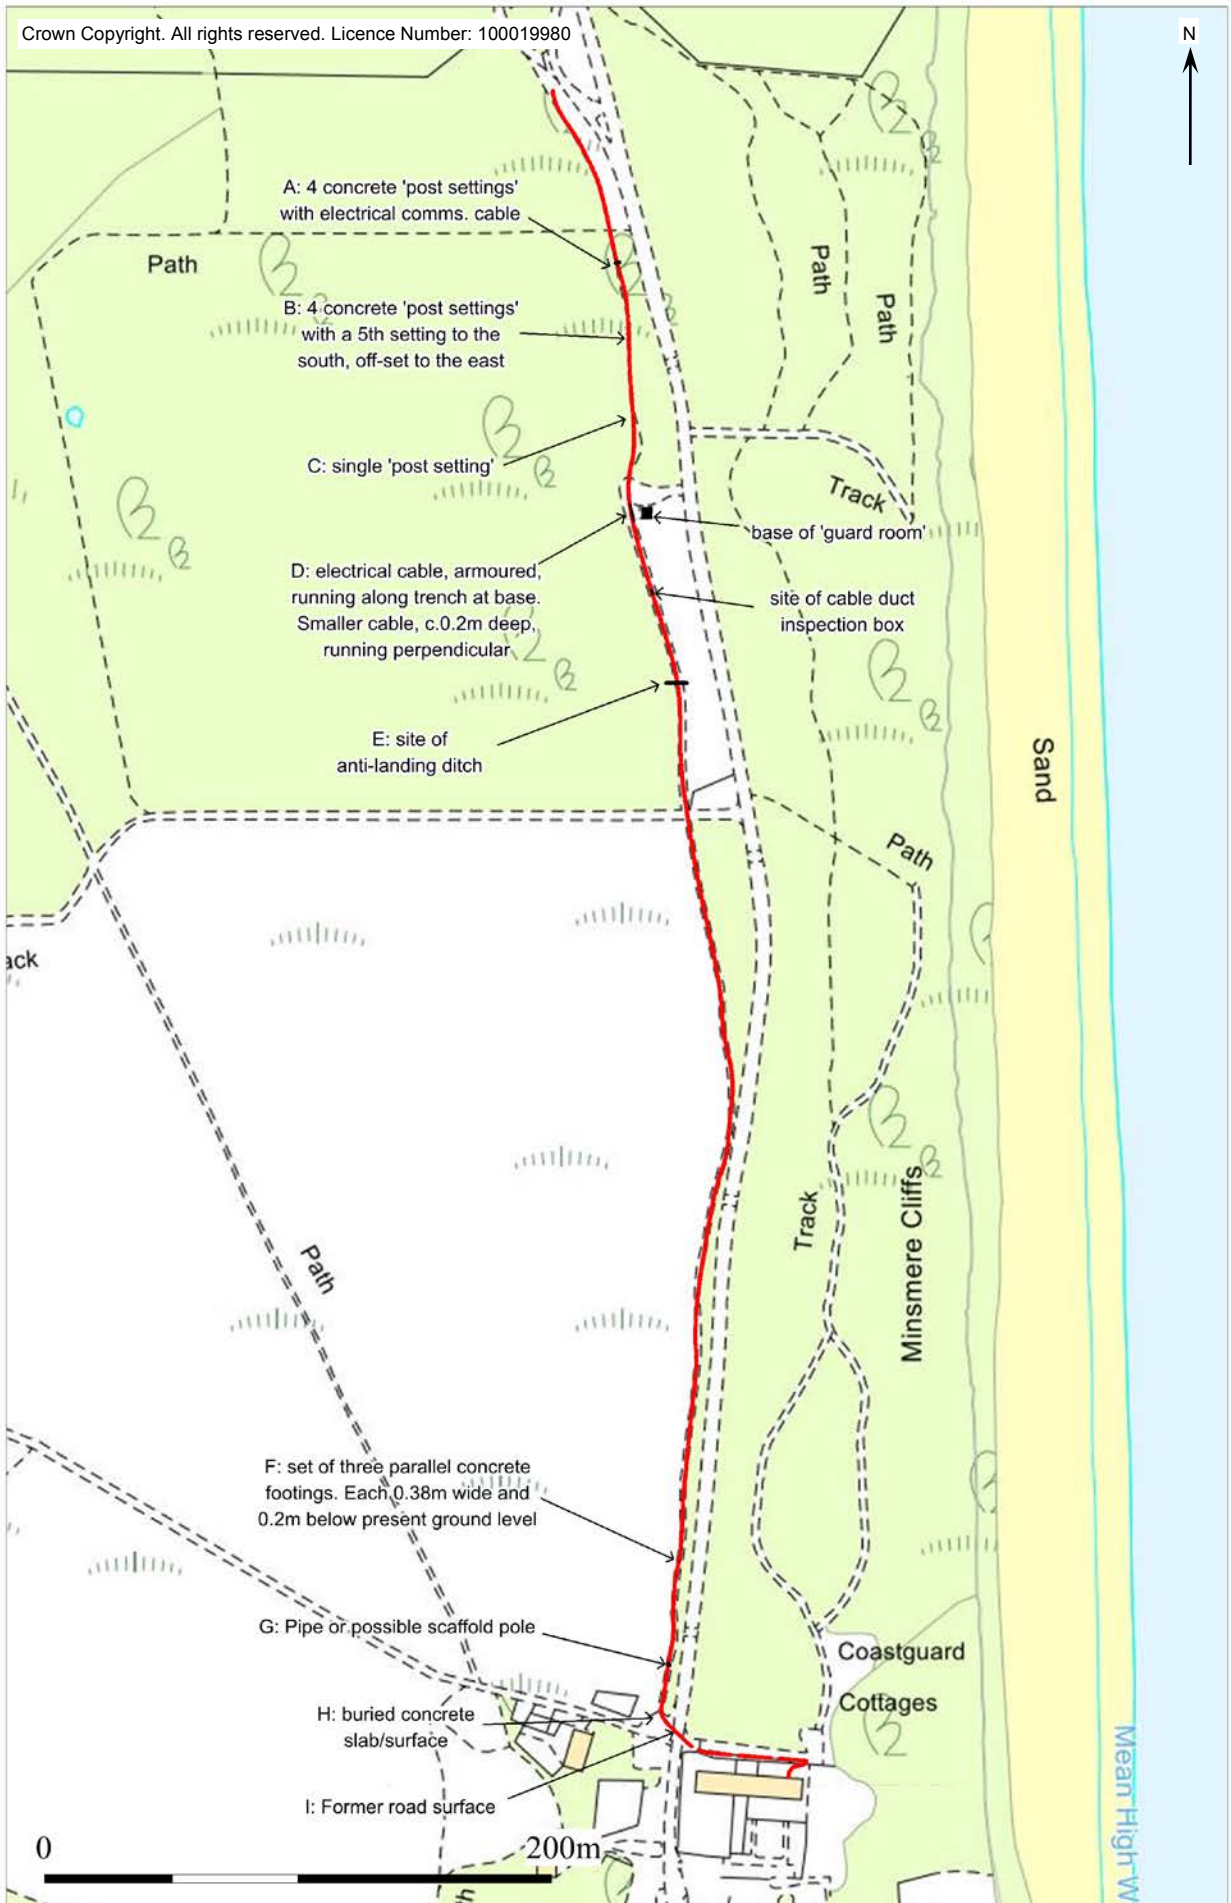 Crown Copyright. All rights reserved. Licence Number: 100019980
N
A: 4 concrete 'post settings'
with electrical comms. cable
Path
Path
Path
B: 4 concrete 'post settings'
with a 5th setting to the
south, off-set to the east
C: single 'post setting'
Track
base of 'guard room'
D: electrical cable, armoured,
running along trench at base.
Smaller cable, c.0.2m deep,
running perpendicular
site of cable duct
inspection box
E: site of
anti-landing ditch
Sand
Path
ack
Track
Minsmere Cliffs
Path
F: set of three parallel concrete
footings. Each 0.38m wide and
0.2m below present ground level
G: Pipe or possible scaffold pole
Coastguard
Cottages
H: buried concrete
slab/surface
I: Former road surface
Mean High W
0
200m
th